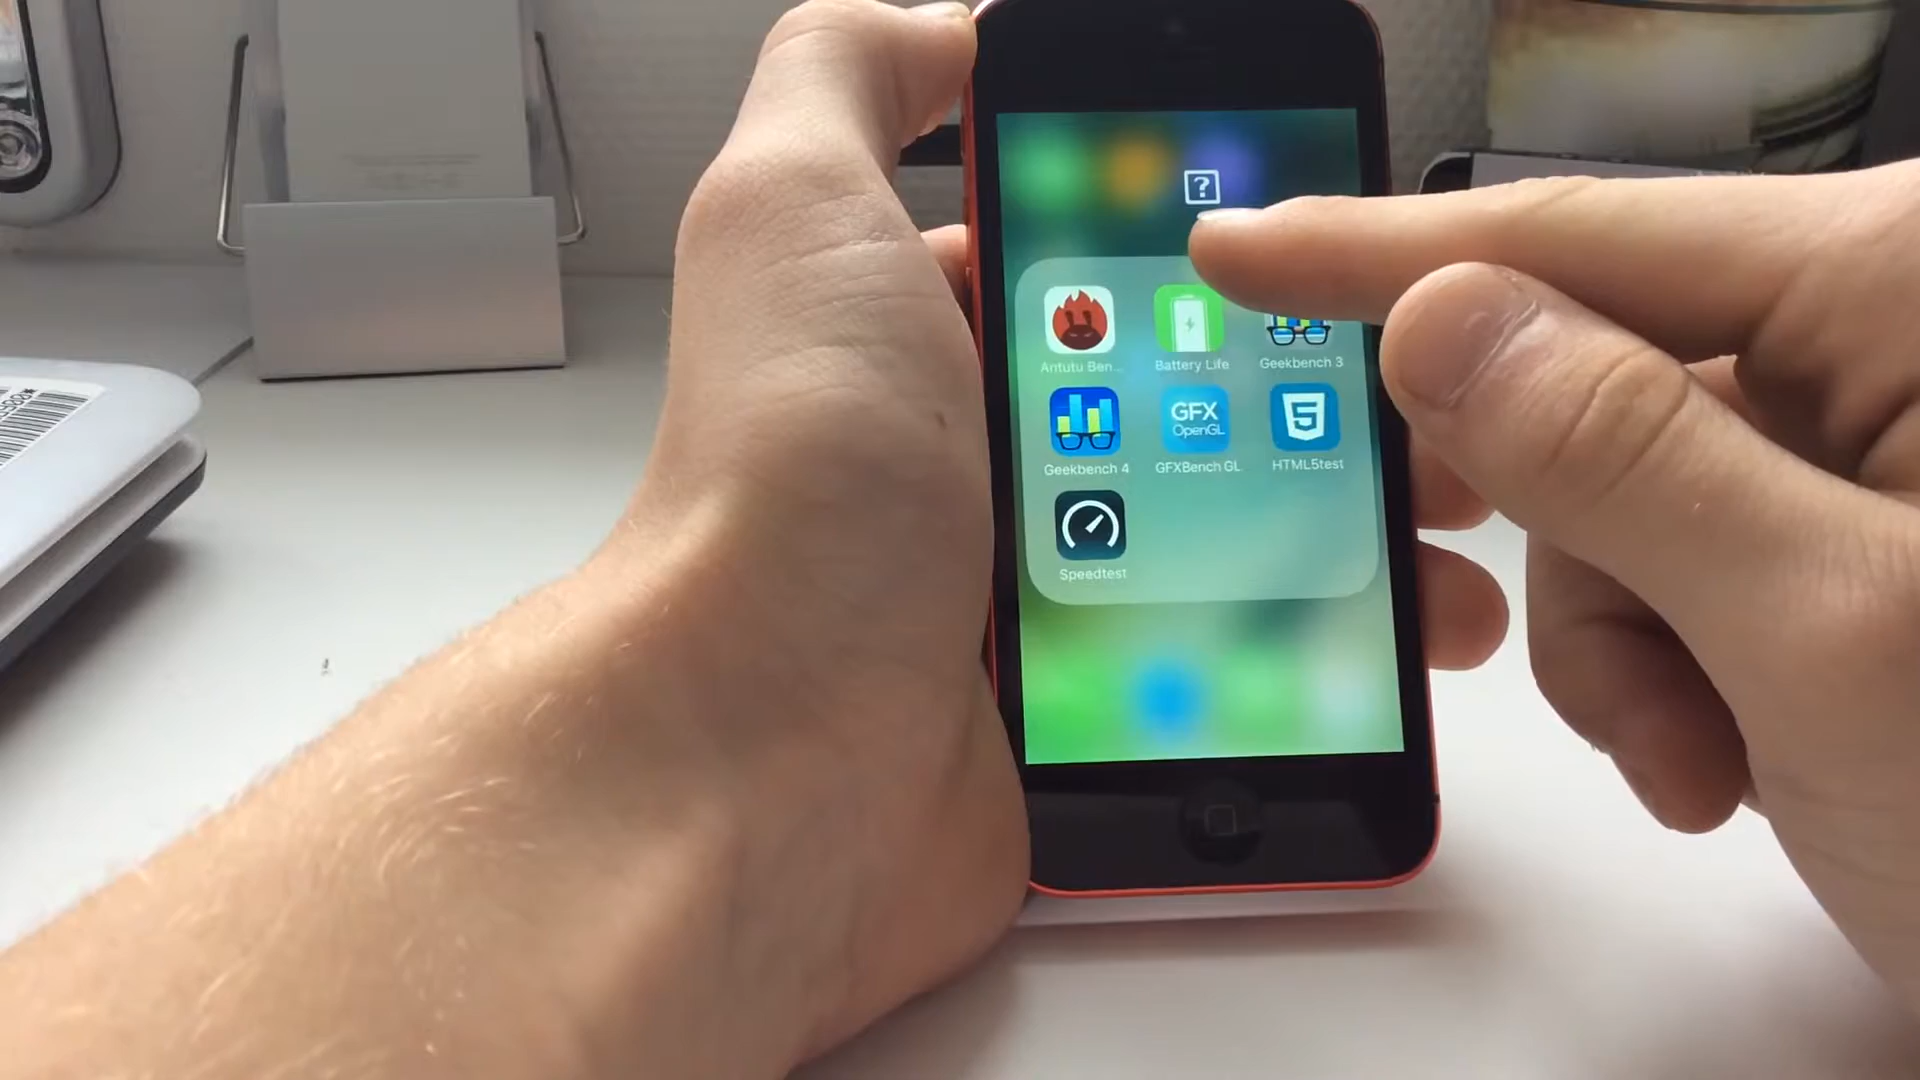 ?
Antutu Ben...
Battery Life
Geekbench 3
Geekbench 4
GFX
OpenGL
GFXBench GL
5
HTML5test
Speedtest